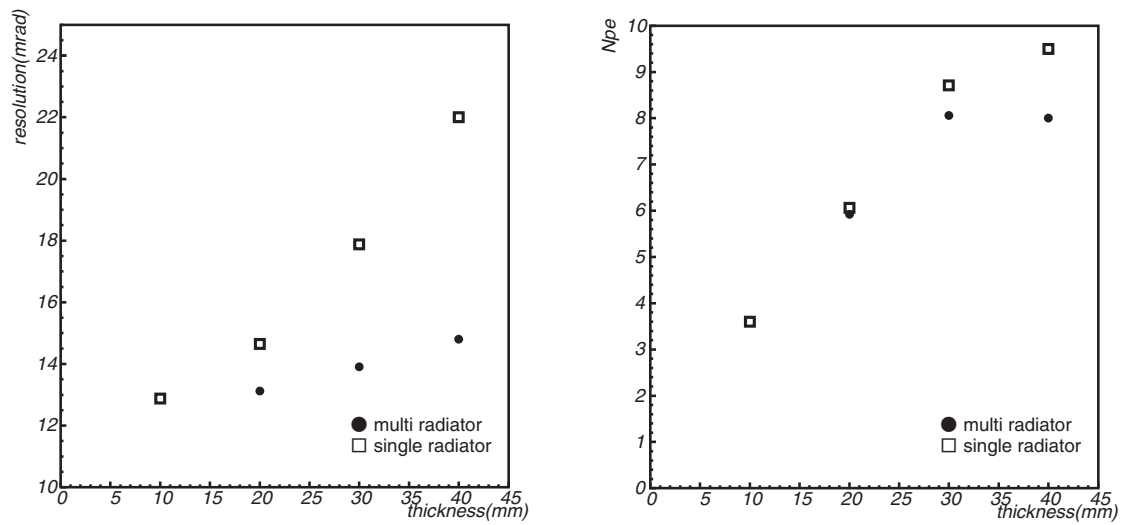 resolution(mrad)
24
22
20
18
16
14
12
10
0 5 10 15 20 25 30 35 40 45
thickness(mm)
multi radiator
single radiator
Npe
10
9
8
7
6
5
4
3
2
1
0
0 5 10 15 20 25 30 35 40 45
thickness(mm)
multi radiator
single radiator